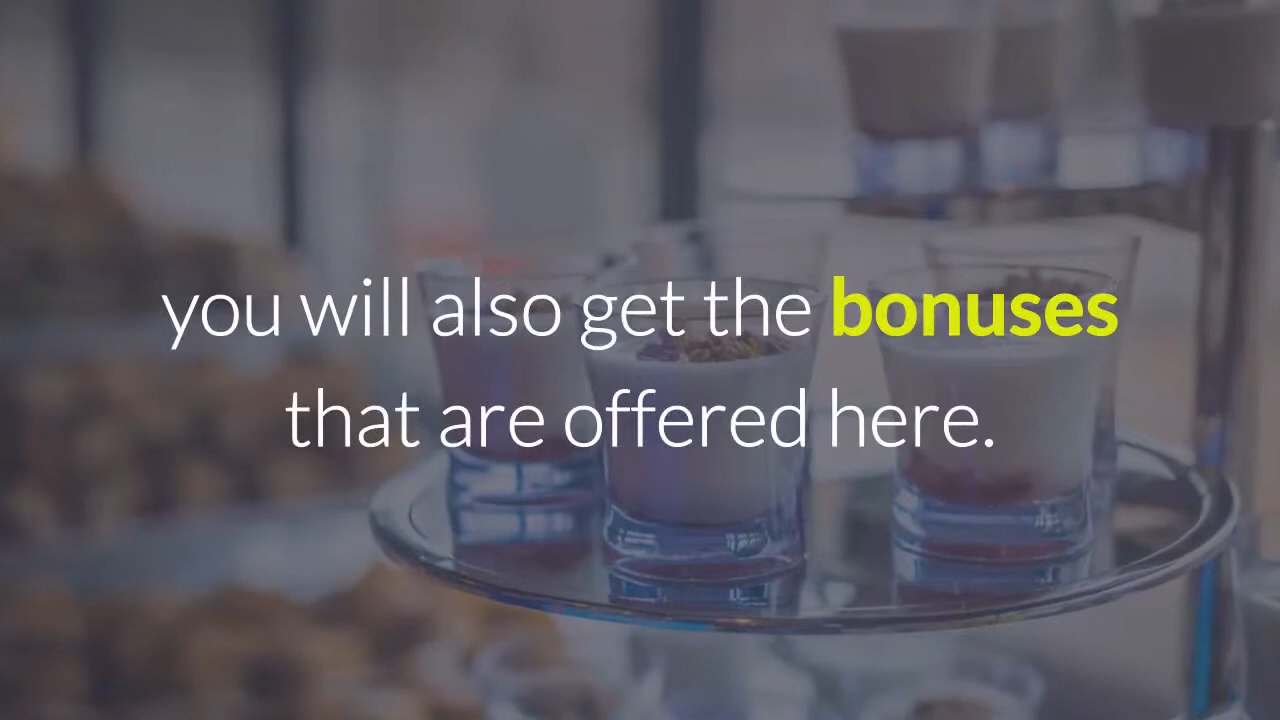 you will also get the bonuses
that are offered here.